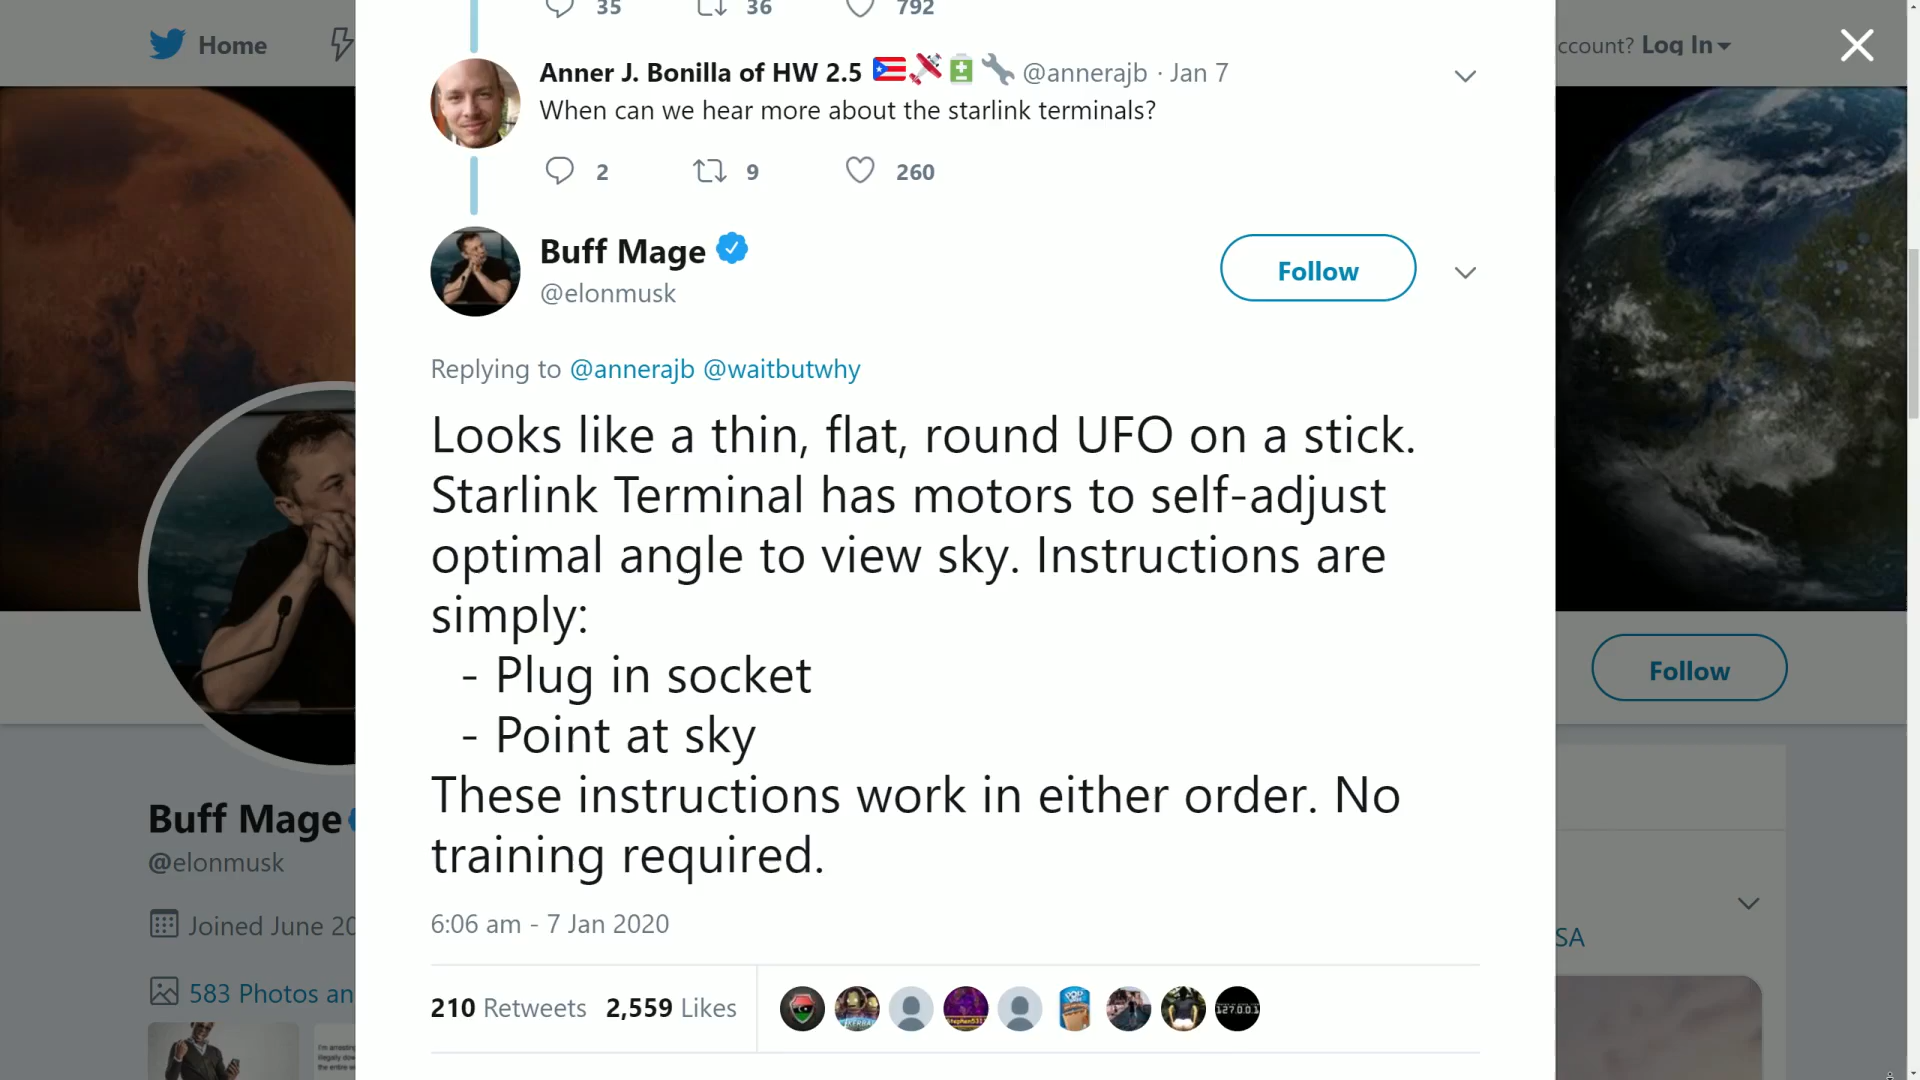 35 36 792
Home
ccount? Log In
Anner J. Bonilla of HW 2.5 🇵🇷🛩️🔋🔧 @annerajb · Jan 7
When can we hear more about the starlink terminals?
2 9 260
Buff Mage
@elonmusk
Follow
Replying to @annerajb @waitbutwhy
Looks like a thin, flat, round UFO on a stick.
Starlink Terminal has motors to self-adjust
optimal angle to view sky. Instructions are
simply:
- Plug in socket
- Point at sky
These instructions work in either order. No
training required.
6:06 am - 7 Jan 2020
210 Retweets 2,559 Likes
127.0.0.1
Follow
Buff Mage
@elonmusk
Joined June 20
583 Photos an
SA